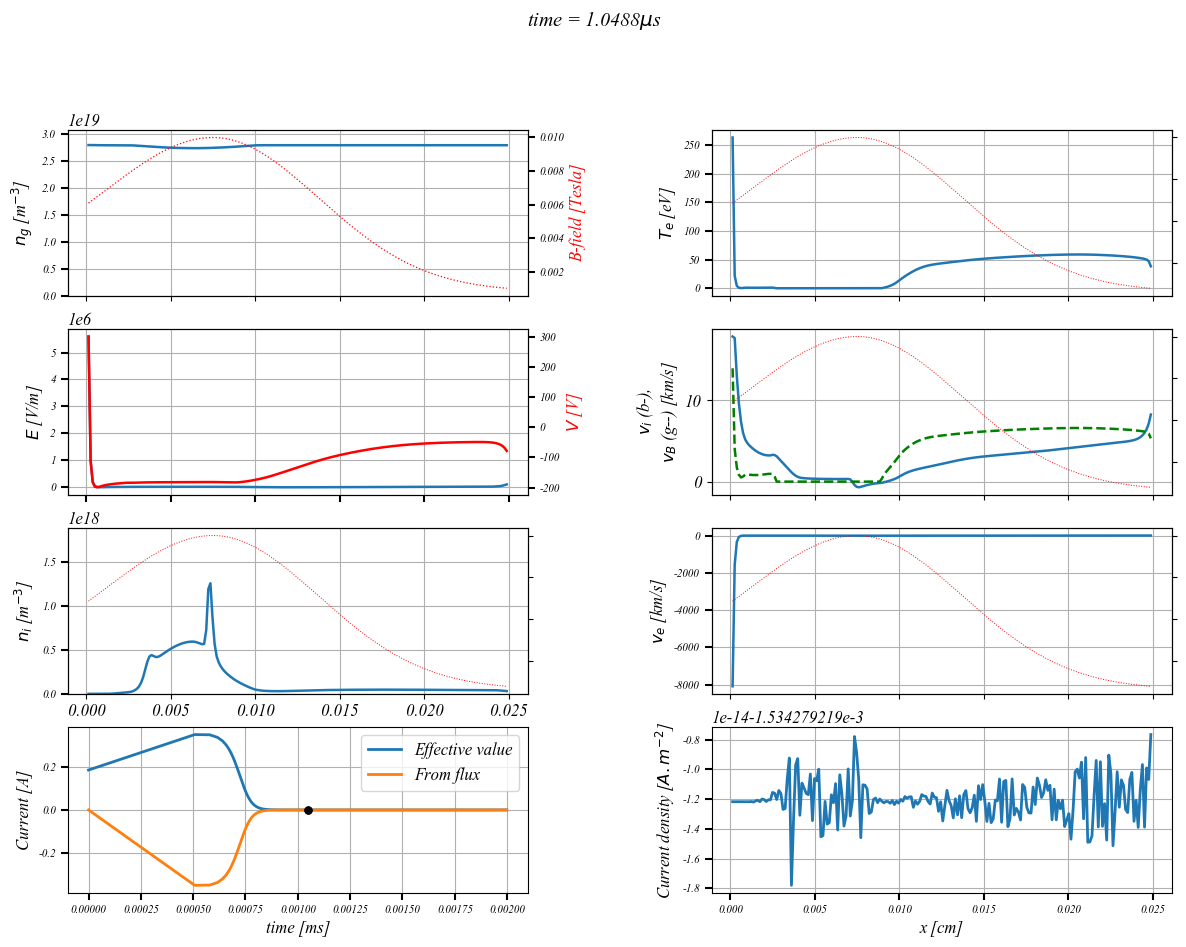 time = 1.0488μs
1e19
3.0
2.5
2.0
1.5
1.0
0.5
0.0
n_g [m⁻³]
0.010
0.008
0.006
0.004
0.002
B-field [Tesla]
250
200
150
100
50
0
T_e [eV]
1e6
5
4
3
2
1
0
E [V/m]
300
200
100
0
-100
-200
V [V]
10
0
v_i (b-),
v_B (g--) [km/s]
1e18
1.5
1.0
0.5
0.0
n_i [m⁻³]
0.000 0.005 0.010 0.015 0.020 0.025
0
-2000
-4000
-6000
-8000
v_e [km/s]
0.2
0.0
-0.2
Current [A]
Effective value
From flux
0.00000 0.00025 0.00050 0.00075 0.00100 0.00125 0.00150 0.00175 0.00200
time [ms]
1e-14-1.534279219e-3
-0.8
-1.0
-1.2
-1.4
-1.6
-1.8
Current density [A.m⁻²]
0.000 0.005 0.010 0.015 0.020 0.025
x [cm]